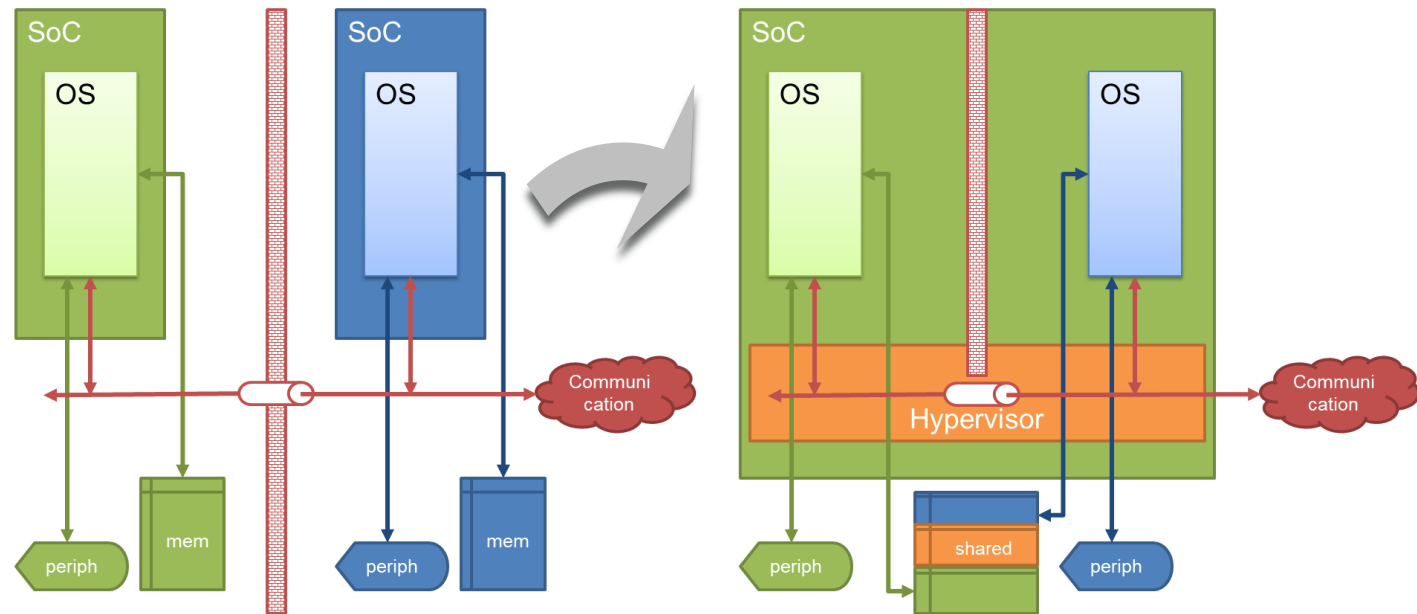 SoC
OS
SoC
OS
Communi
cation
mem
periph
mem
periph
SoC
OS
OS
Communi
cation
Hypervisor
shared
periph
periph